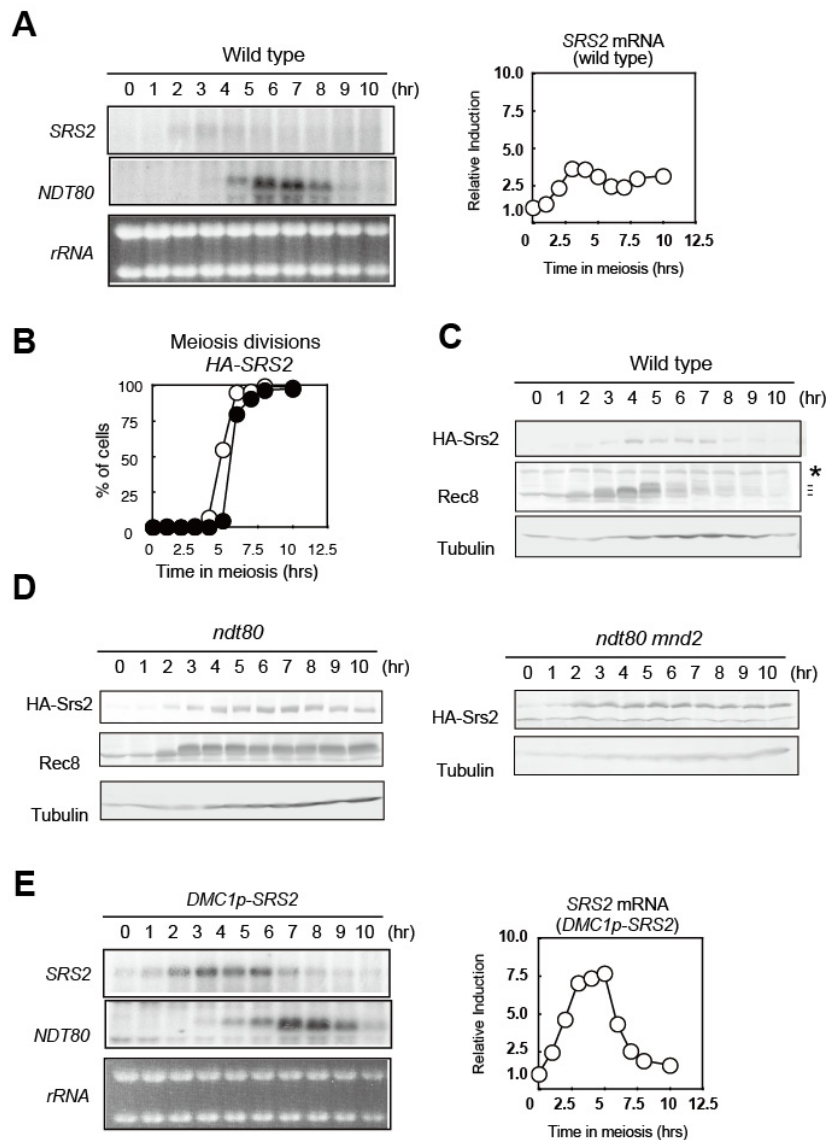 A
Wild type
0 1 2 3 4 5 6 7 8 9 10 (hr)
SRS2
NDT80
rRNA
SRS2 mRNA
(wild type)
Relative Induction
10.0
7.5
5.0
2.5
1.0
0 2.5 5 7.5 10 12.5
Time in meiosis (hrs)
B
Meiosis divisions
HA-SRS2
% of cells
100
75
50
25
0
0 2.5 5 7.5 10 12.5
Time in meiosis (hrs)
C
Wild type
0 1 2 3 4 5 6 7 8 9 10 (hr)
HA-Srs2
*
Rec8
Tubulin
D
ndt80
0 1 2 3 4 5 6 7 8 9 10 (hr)
HA-Srs2
Rec8
Tubulin
ndt80 mnd2
0 1 2 3 4 5 6 7 8 9 10 (hr)
HA-Srs2
Tubulin
E
DMC1p-SRS2
0 1 2 3 4 5 6 7 8 9 10 (hr)
SRS2
NDT80
rRNA
SRS2 mRNA
(DMC1p-SRS2)
Relative Induction
10.0
7.5
5.0
2.5
1.0
0 2.5 5 7.5 10 12.5
Time in meiosis (hrs)